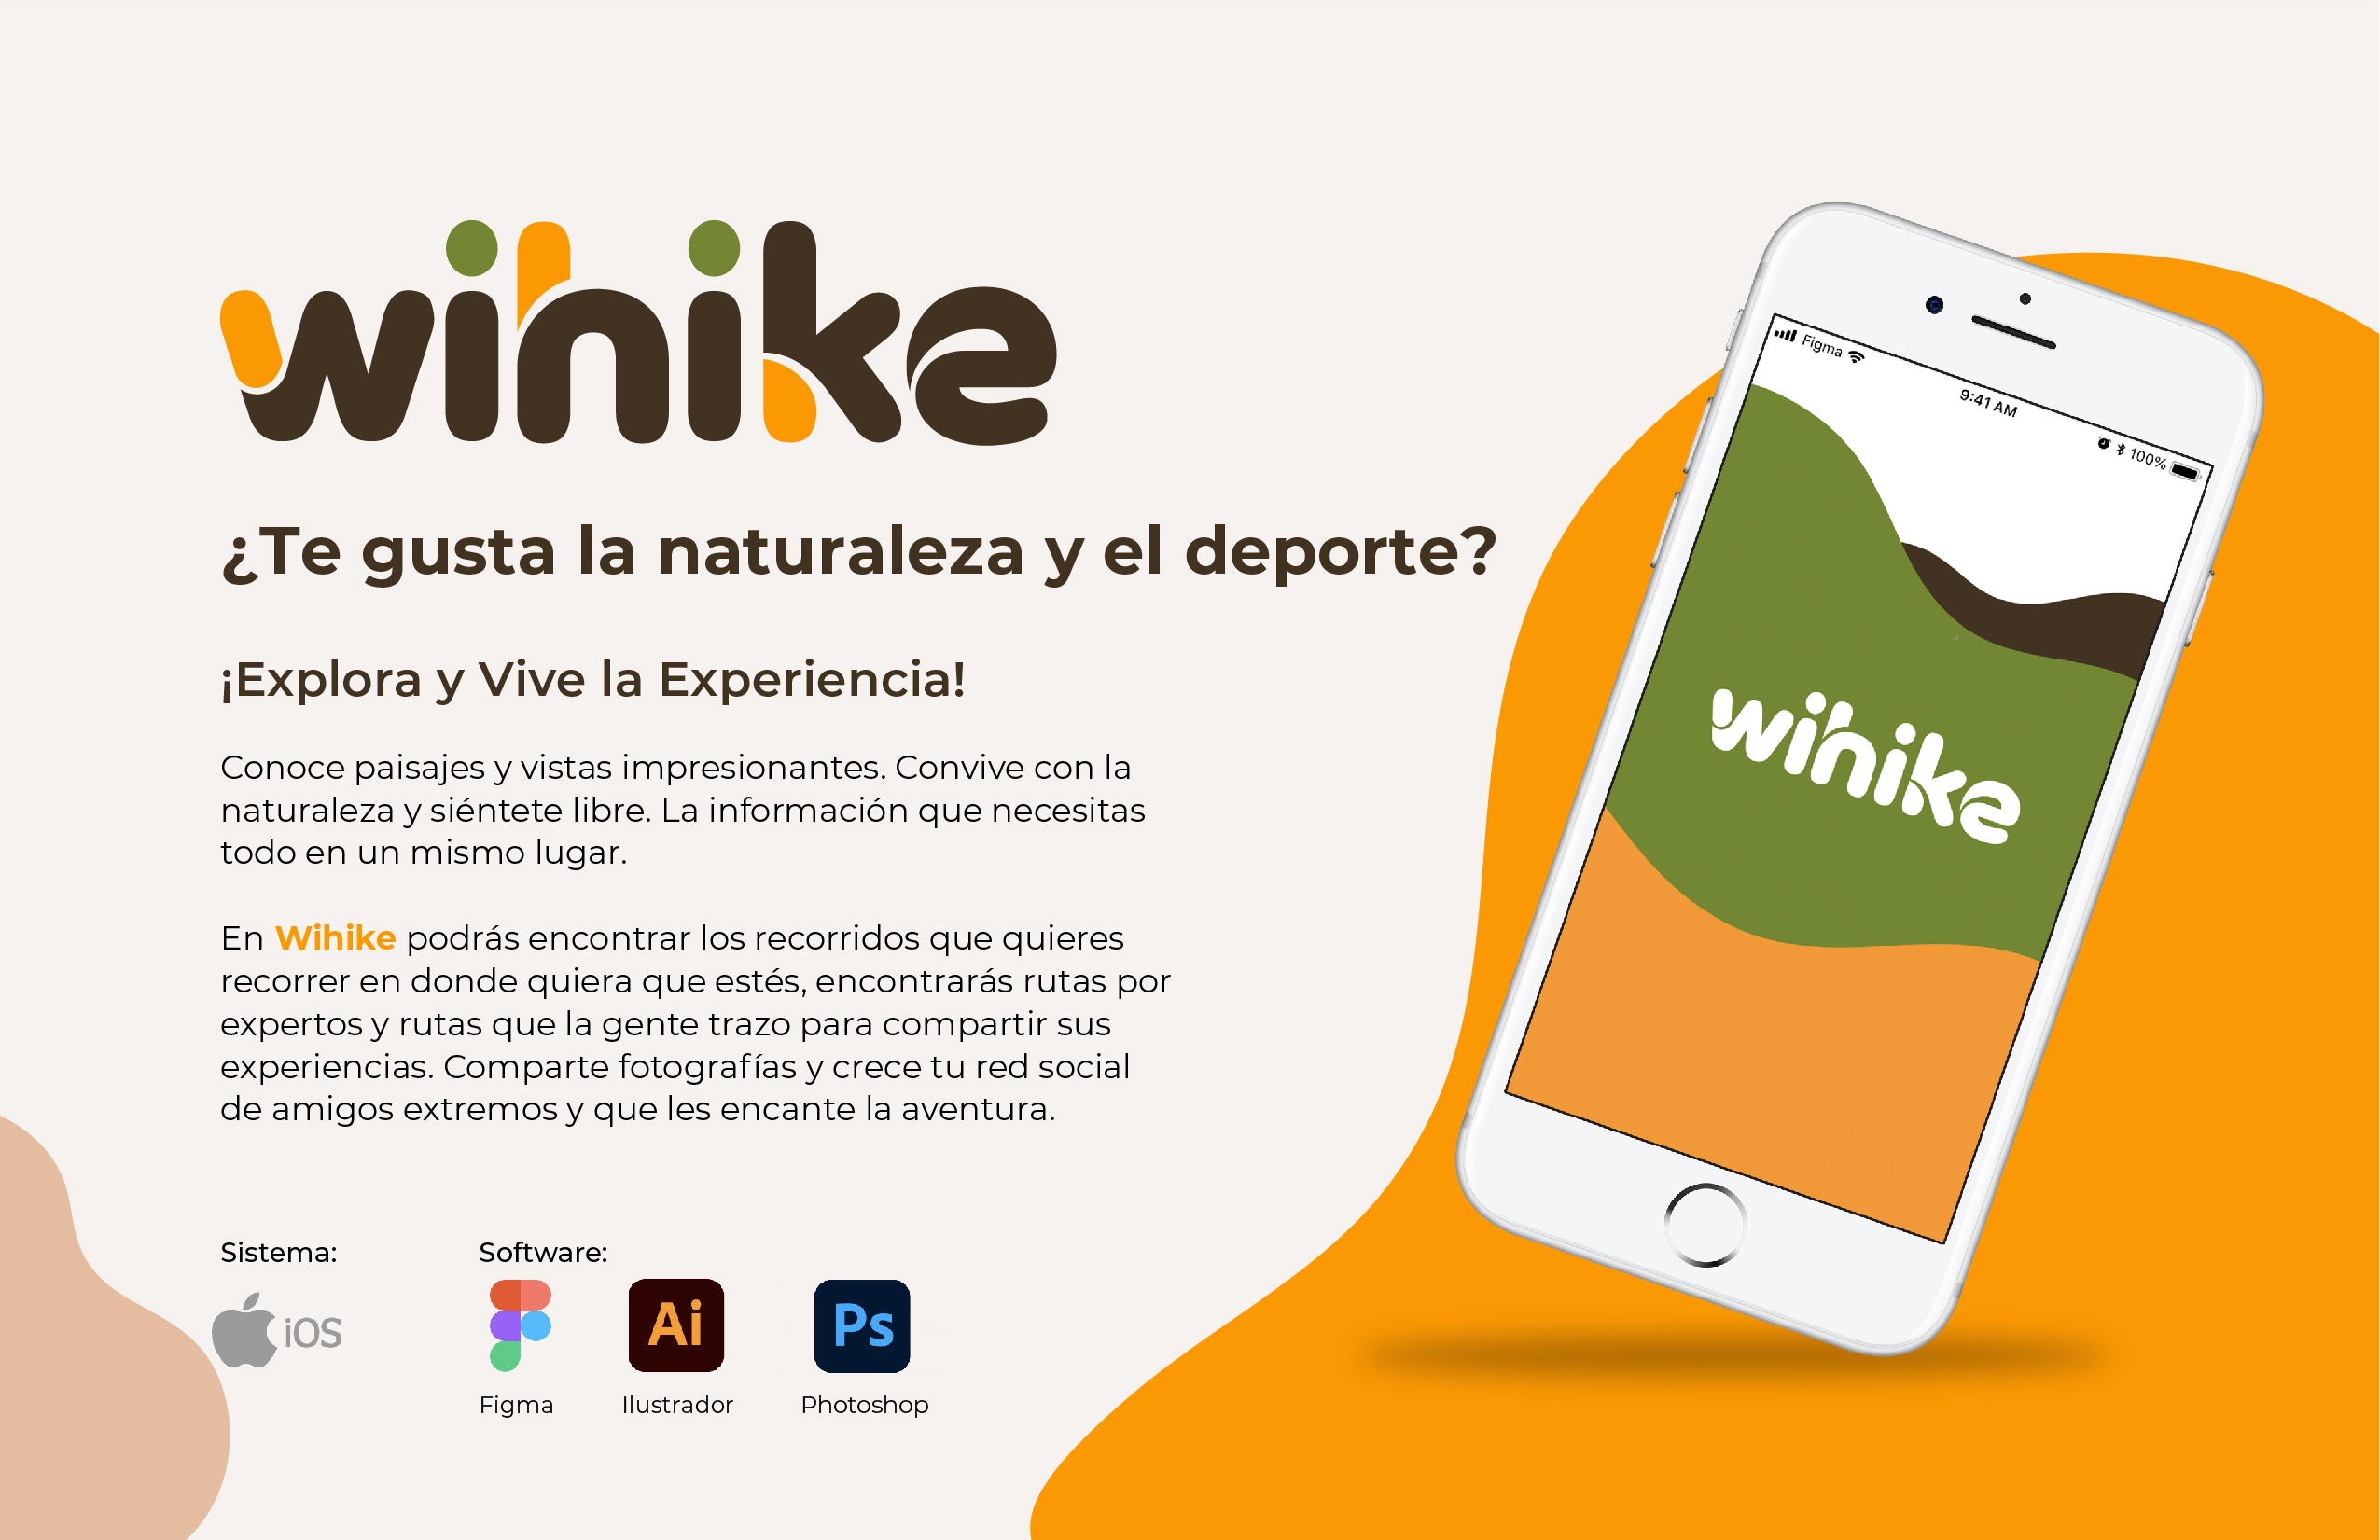 wihike
¿Te gusta la naturaleza y el deporte?
¡Explora y Vive la Experiencia!
Conoce paisajes y vistas impresionantes. Convive con la
naturaleza y siéntete libre. La información que necesitas
todo en un mismo lugar.
En Wihike podrás encontrar los recorridos que quieres
recorrer en donde quiera que estés, encontrarás rutas por
expertos y rutas que la gente trazo para compartir sus
experiencias. Comparte fotografías y crece tu red social
de amigos extremos y que les encante la aventura.
Sistema:
iOS
Software:
Ai
Ps
Figma
Ilustrador
Photoshop
Figma
9:41 AM
100%
wihike